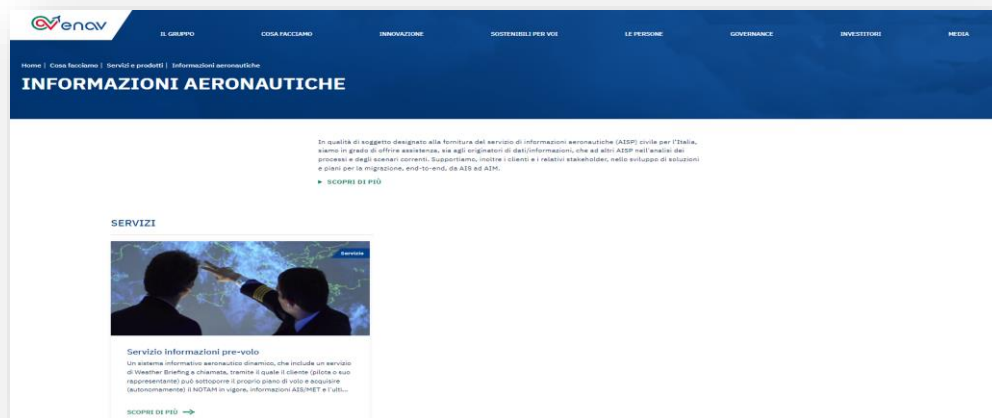 enav
IL GRUPPO COSA FACCIAMO INNOVAZIONE SOSTENIBILI PER VOI LE PERSONE GOVERNANCE INVESTITORI MEDIA
Home | Cosa facciamo | Servizi e prodotti | Informazioni aeronautiche
INFORMAZIONI AERONAUTICHE
In qualità di soggetto designato alla fornitura del servizio di informazioni aeronautiche (AISP) civile per l'Italia,
siamo in grado di offrire assistenza, sia agli originatori di dati/informazioni, che ad altri AISP nell'analisi dei
processi e degli scenari correnti. Supportiamo, inoltre i clienti e i relativi stakeholder, nello sviluppo di soluzioni
e piani per la migrazione, end-to-end, da AIS ad AIM.
► SCOPRI DI PIÙ
SERVIZI
Servizio
Servizio informazioni pre-volo
Un sistema informativo aeronautico dinamico, che include un servizio
di Weather Briefing a chiamata, tramite il quale il cliente (pilota o suo
rappresentante) può sottoporre il proprio piano di volo e acquisire
(autonomamente) il NOTAM in vigore, informazioni AIS/MET e l'ulti...
SCOPRI DI PIÙ →